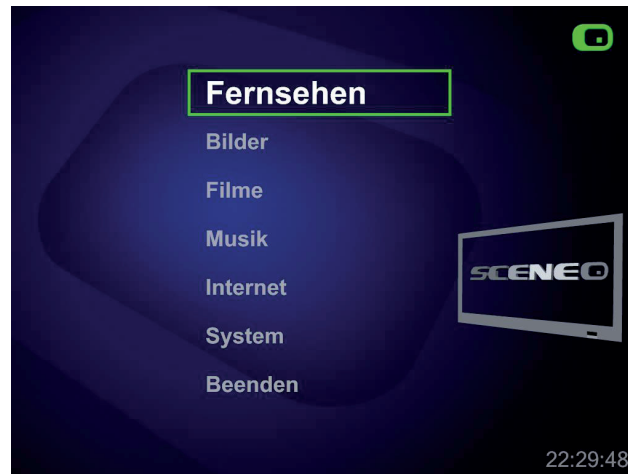 Fernsehen
Bilder
Filme
Musik
Internet
System
Beenden
SCENEO
22:29:48